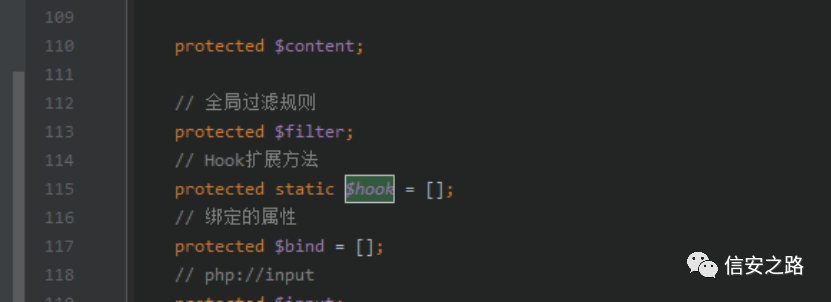 109
110 protected $content;
111
112 // 全局过滤规则
113 protected $filter;
114 // Hook扩展方法
115 protected static $hook = [];
116 // 绑定的属性
117 protected $bind = [];
118 // php://input
119 protected $input;
信安之路